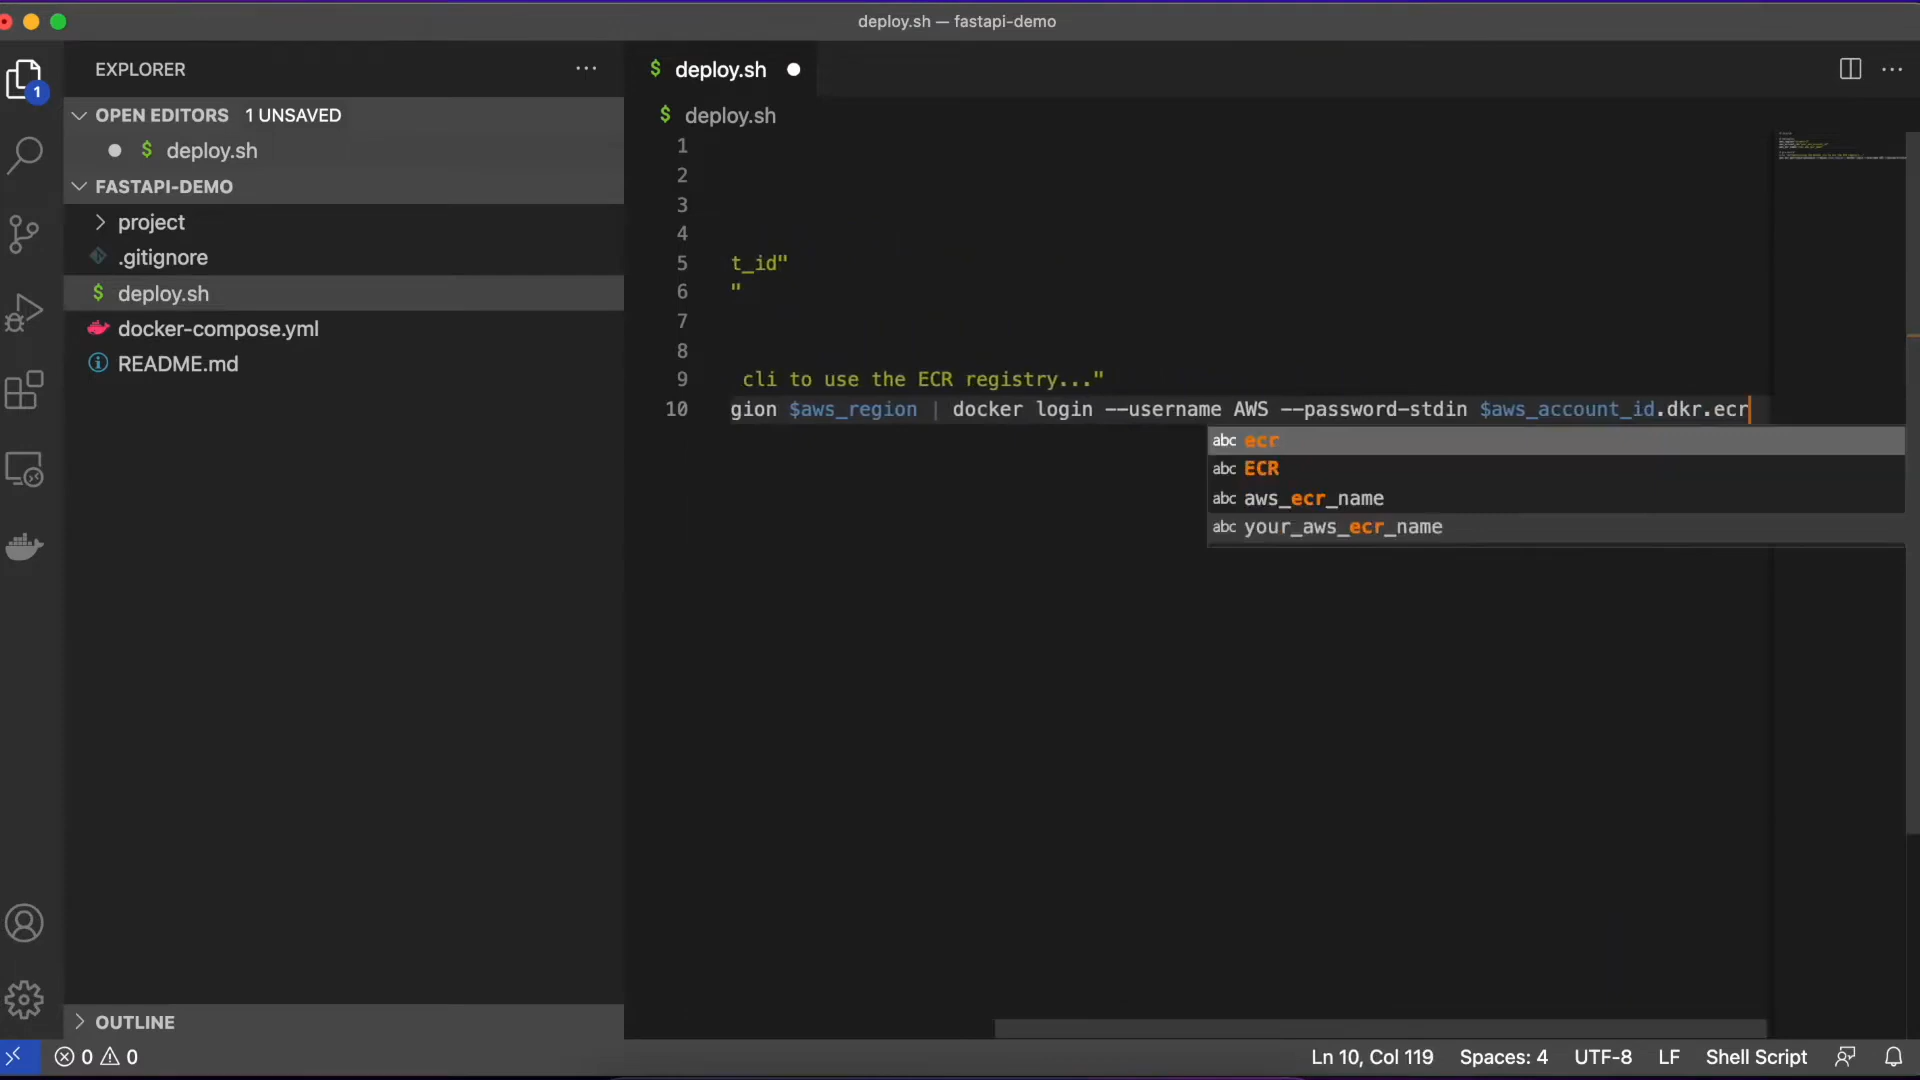 deploy.sh — fastapi-demo
EXPLORER
OPEN EDITORS 1 UNSAVED
$ deploy.sh
FASTAPI-DEMO
project
.gitignore
$ deploy.sh
docker-compose.yml
README.md
OUTLINE
1
$ deploy.sh
$ deploy.sh
1
2
3
4
5 t_id"
6 "
7
8
9 cli to use the ECR registry..."
10 gion $aws_region | docker login --username AWS --password-stdin $aws_account_id.dkr.ecr
abc ecr
abc ECR
abc aws_ecr_name
abc your_aws_ecr_name
0 0
Ln 10, Col 119 Spaces: 4 UTF-8 LF Shell Script